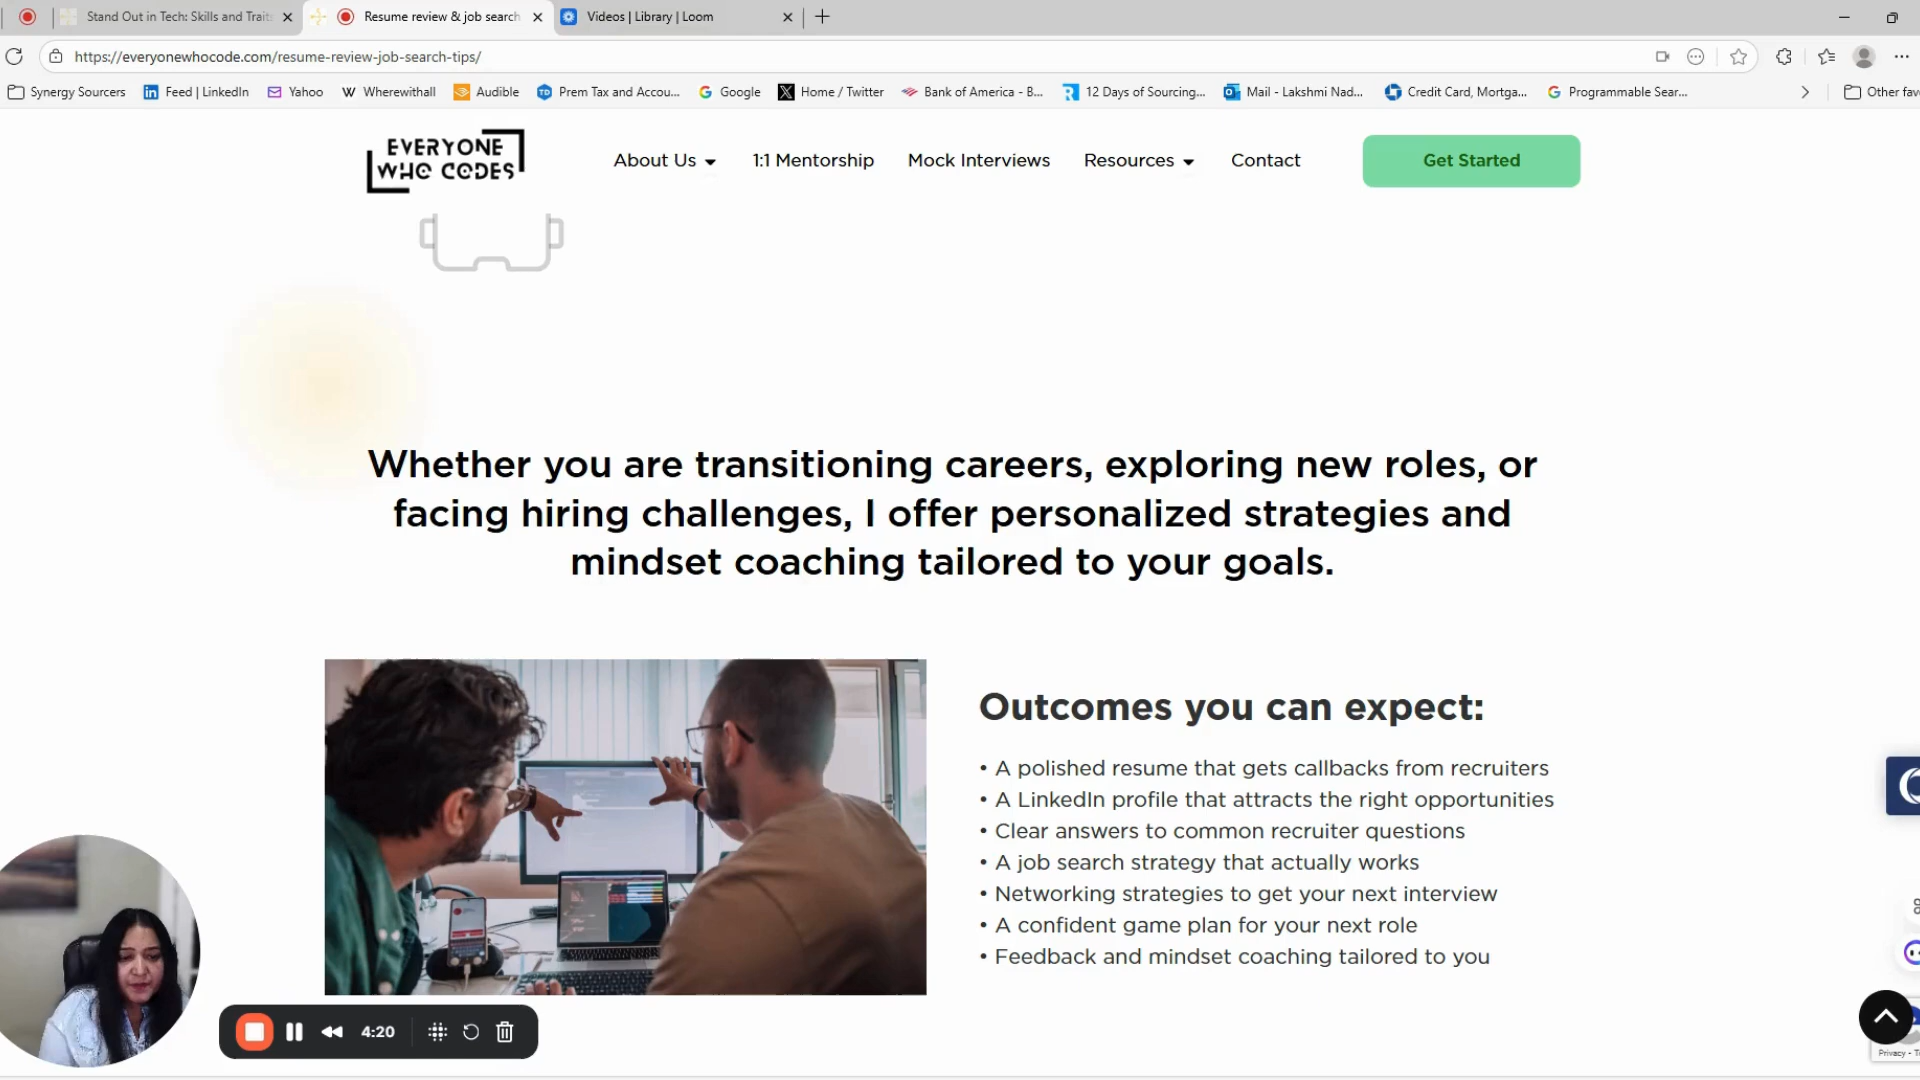 Stand Out in Tech: Skills and Trait
Resume review & job search
Videos | Library | Loom
https://everyonewhocode.com/resume-review-job-search-tips/
Synergy Sourcers
Feed | LinkedIn
Yahoo
Wherewithall
Audible
Prem Tax and Accou...
Google
Home / Twitter
Bank of America - B...
12 Days of Sourcing...
Mail - Lakshmi Nad...
Credit Card, Mortga...
Programmable Sear...
Other fav
EVERYONE
WHO CODES
About Us
1:1 Mentorship
Mock Interviews
Resources
Contact
Get Started
Whether you are transitioning careers, exploring new roles, or
facing hiring challenges, I offer personalized strategies and
mindset coaching tailored to your goals.
Outcomes you can expect:
• A polished resume that gets callbacks from recruiters
• A LinkedIn profile that attracts the right opportunities
• Clear answers to common recruiter questions
• A job search strategy that actually works
• Networking strategies to get your next interview
• A confident game plan for your next role
• Feedback and mindset coaching tailored to you
4:20
Privacy - T